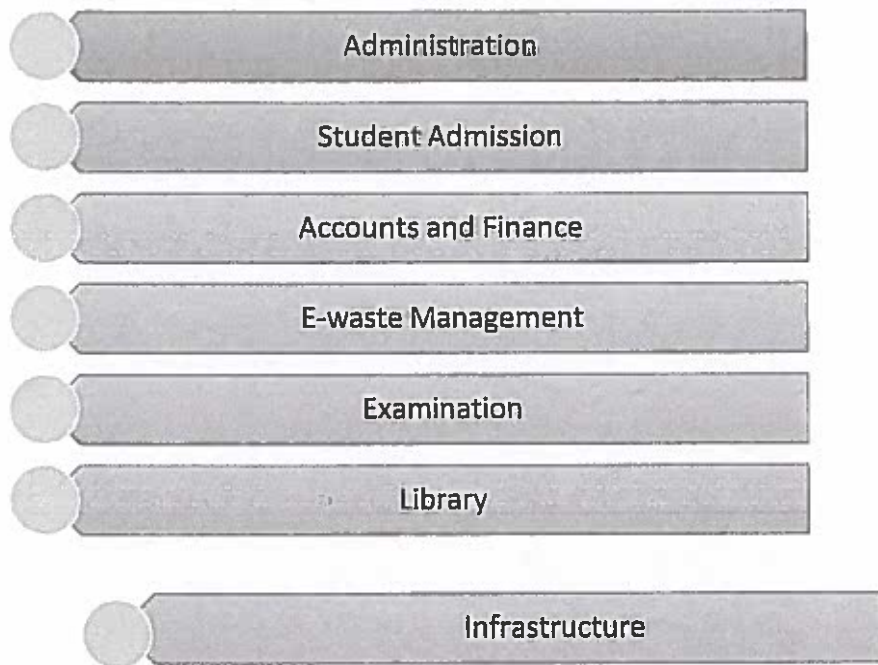 Administration
Student Admission
Accounts and Finance
E-waste Management
Examination
Library
Infrastructure